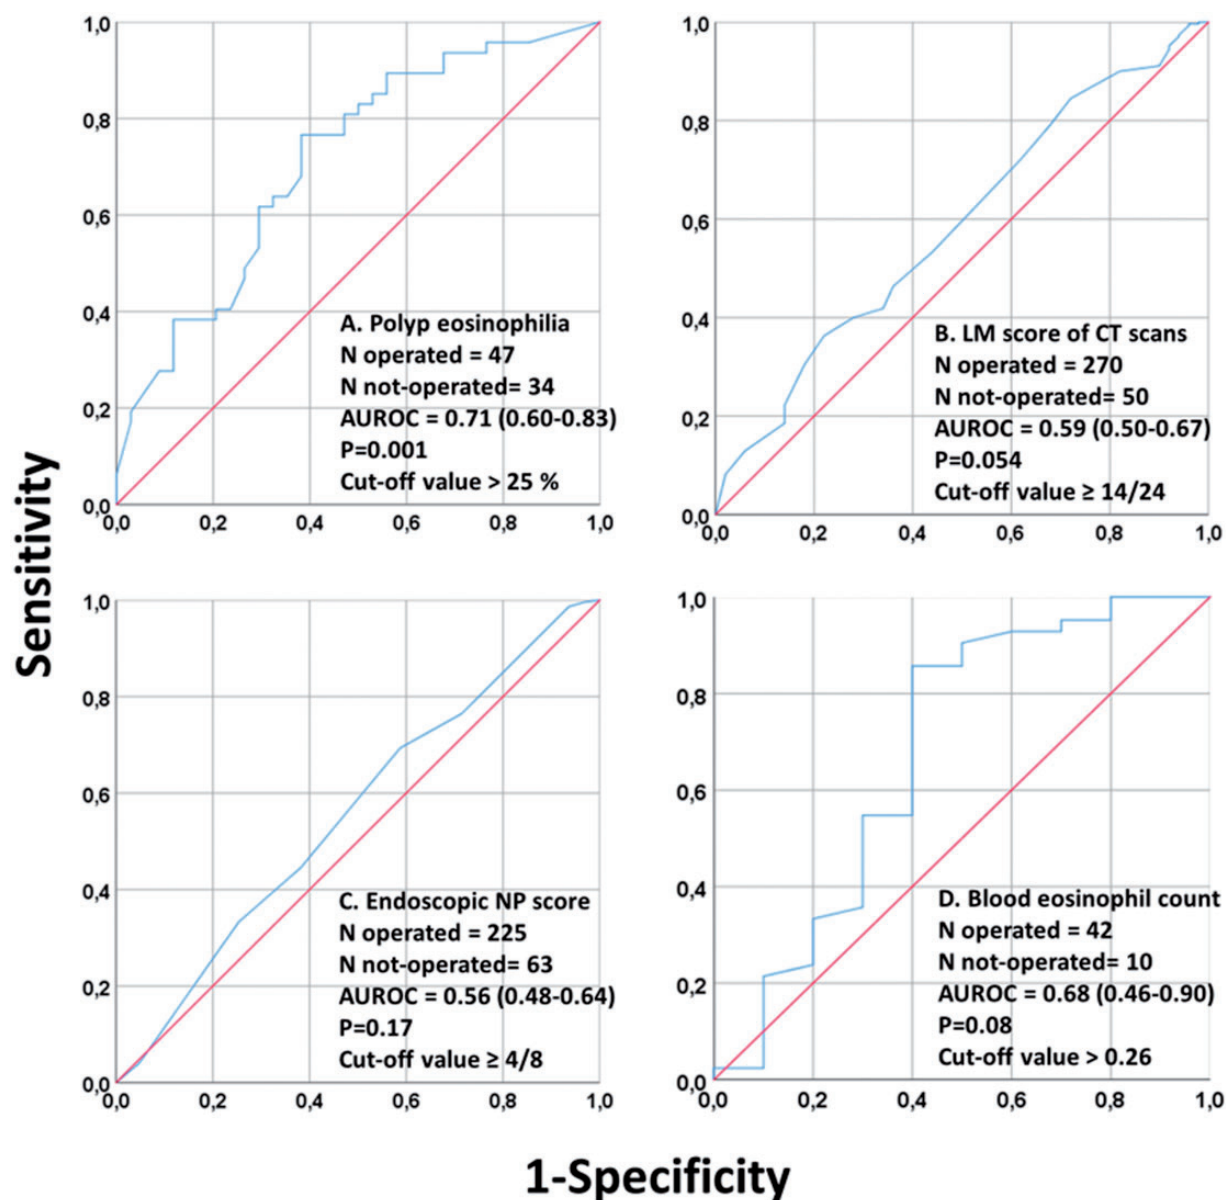 Sensitivity
1,0
0,8
0,6
0,4
0,2
0,0
0,0 0,2 0,4 0,6 0,8 1,0
A. Polyp eosinophilia
N operated = 47
N not-operated= 34
AUROC = 0.71 (0.60-0.83)
P=0.001
Cut-off value > 25 %
1,0
0,8
0,6
0,4
0,2
0,0
0,0 0,2 0,4 0,6 0,8 1,0
B. LM score of CT scans
N operated = 270
N not-operated= 50
AUROC = 0.59 (0.50-0.67)
P=0.054
Cut-off value ≥ 14/24
1,0
0,8
0,6
0,4
0,2
0,0
0,0 0,2 0,4 0,6 0,8 1,0
C. Endoscopic NP score
N operated = 225
N not-operated= 63
AUROC = 0.56 (0.48-0.64)
P=0.17
Cut-off value ≥ 4/8
1,0
0,8
0,6
0,4
0,2
0,0
0,0 0,2 0,4 0,6 0,8 1,0
D. Blood eosinophil count
N operated = 42
N not-operated= 10
AUROC = 0.68 (0.46-0.90)
P=0.08
Cut-off value > 0.26
1-Specificity